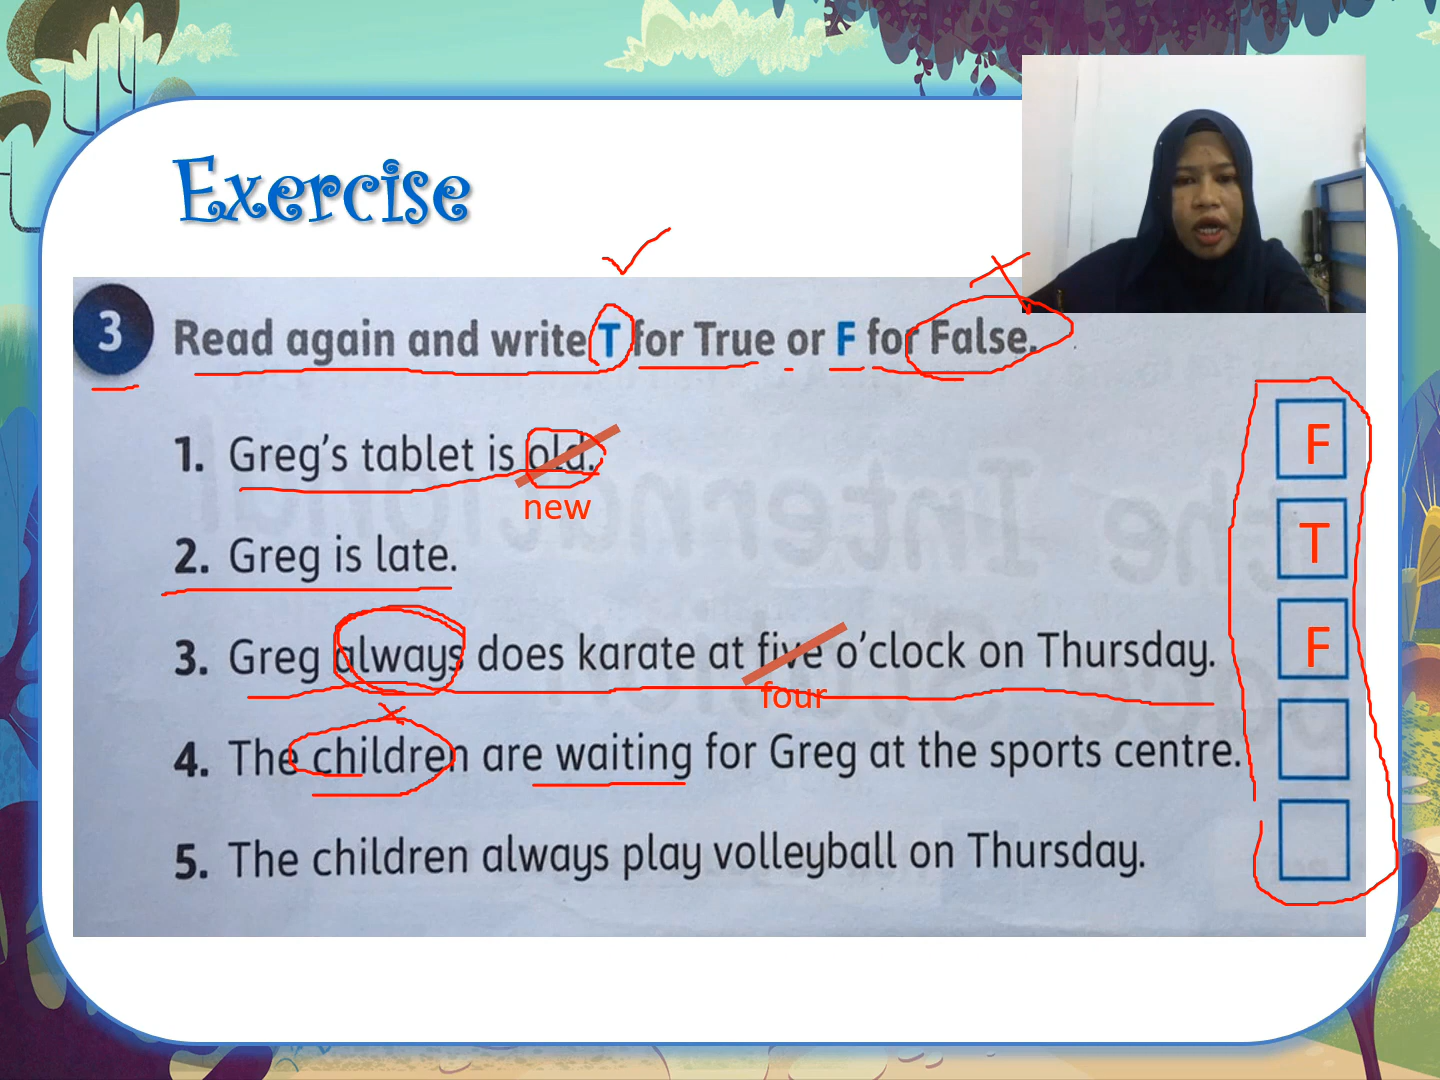 Exercise
3 Read again and write T for True or F for False.
1. Greg's tablet is old. F
new
2. Greg is late. T
3. Greg always does karate at five o'clock on Thursday. F
four
4. The children are waiting for Greg at the sports centre.
5. The children always play volleyball on Thursday.